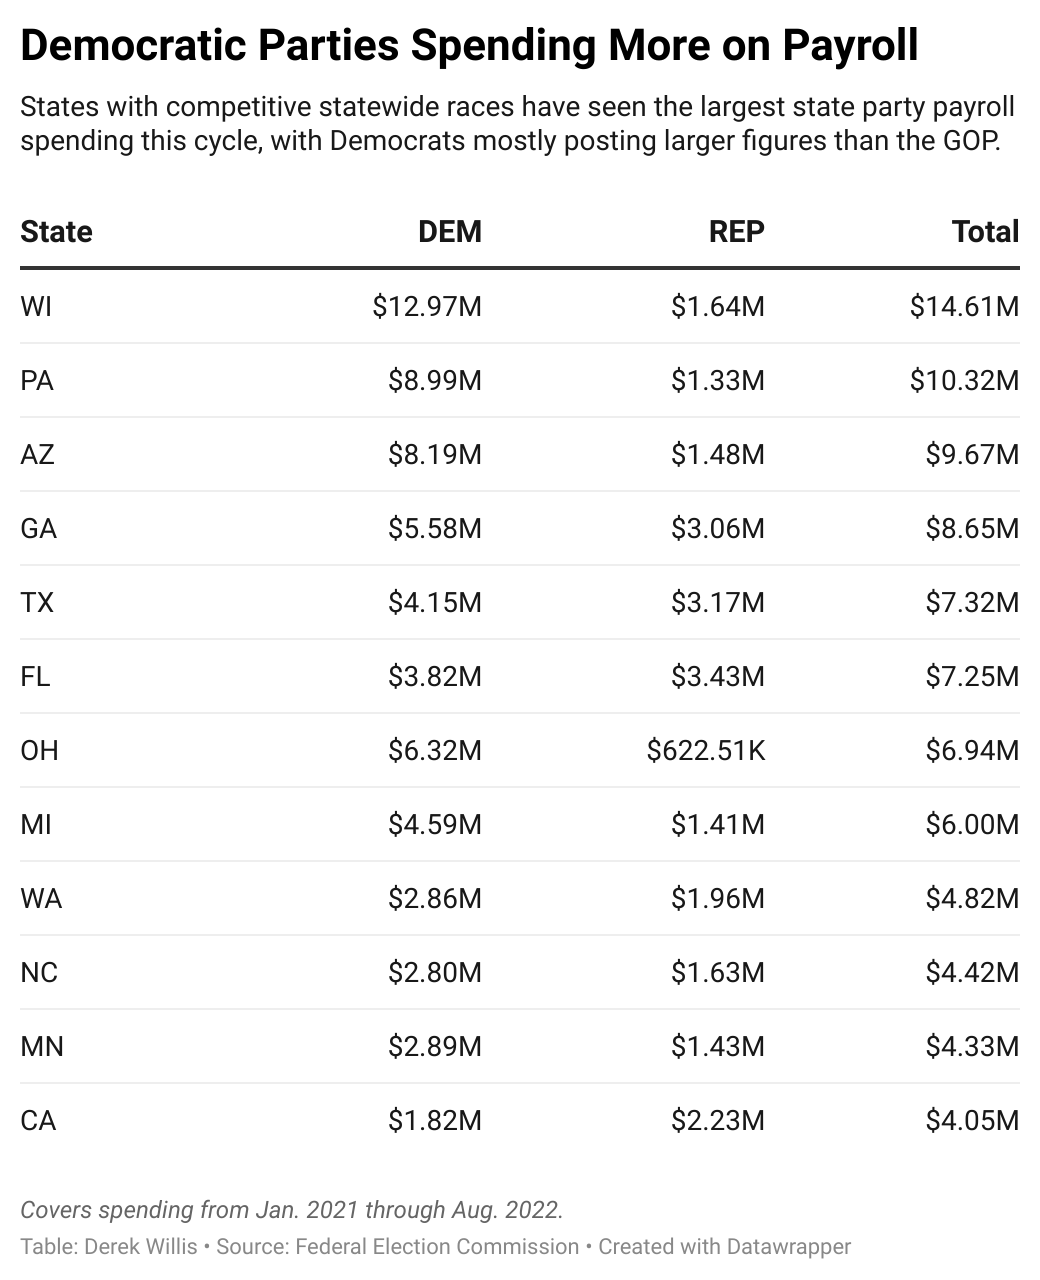 Democratic Parties Spending More on Payroll
States with competitive statewide races have seen the largest state party payroll
spending this cycle, with Democrats mostly posting larger figures than the GOP.
State DEM REP Total
WI $12.97M $1.64M $14.61M
PA $8.99M $1.33M $10.32M
AZ $8.19M $1.48M $9.67M
GA $5.58M $3.06M $8.65M
TX $4.15M $3.17M $7.32M
FL $3.82M $3.43M $7.25M
OH $6.32M $622.51K $6.94M
MI $4.59M $1.41M $6.00M
WA $2.86M $1.96M $4.82M
NC $2.80M $1.63M $4.42M
MN $2.89M $1.43M $4.33M
CA $1.82M $2.23M $4.05M
Covers spending from Jan. 2021 through Aug. 2022.
Table: Derek Willis • Source: Federal Election Commission • Created with Datawrapper